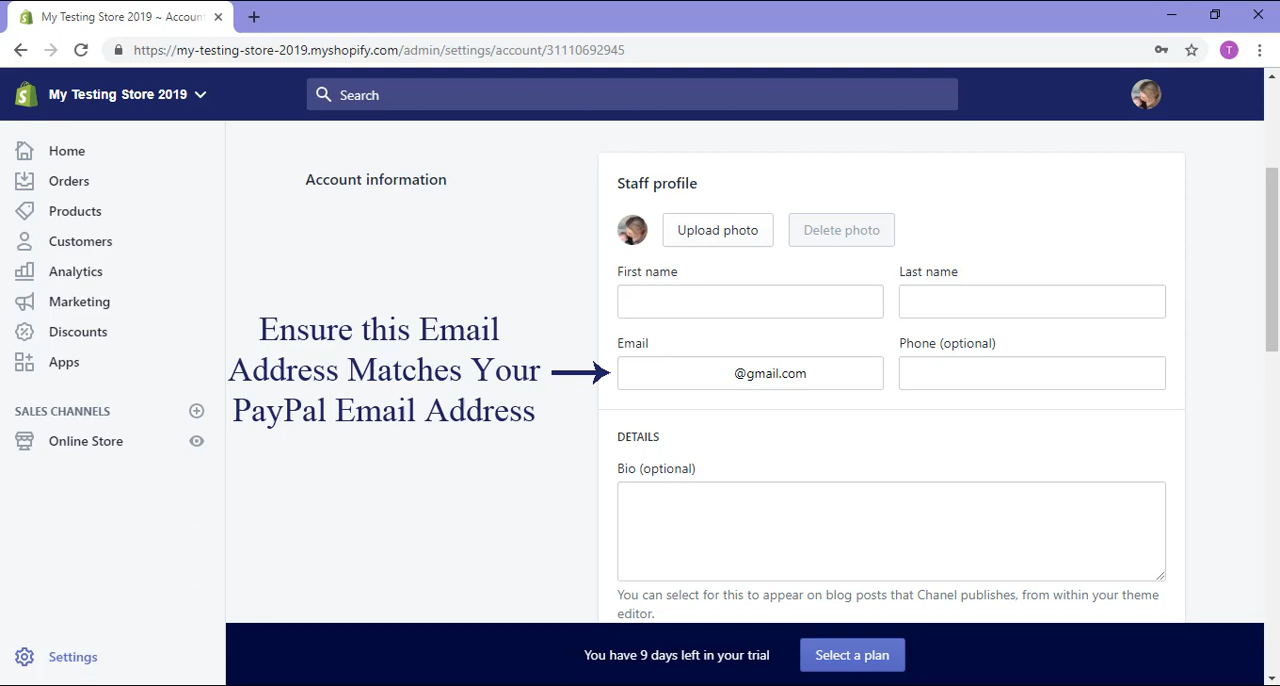 My Testing Store 2019 ~ Accoun
https://my-testing-store-2019.myshopify.com/admin/settings/account/31110692945
T
My Testing Store 2019
Search
Home
Orders
Products
Customers
Analytics
Marketing
Discounts
Apps
SALES CHANNELS
Online Store
Settings
Account information
Ensure this Email
Address Matches Your
PayPal Email Address
Staff profile
Upload photo
Delete photo
First name
Last name
Email
Phone (optional)
@gmail.com
DETAILS
Bio (optional)
You can select for this to appear on blog posts that Chanel publishes, from within your theme
editor.
You have 9 days left in your trial
Select a plan